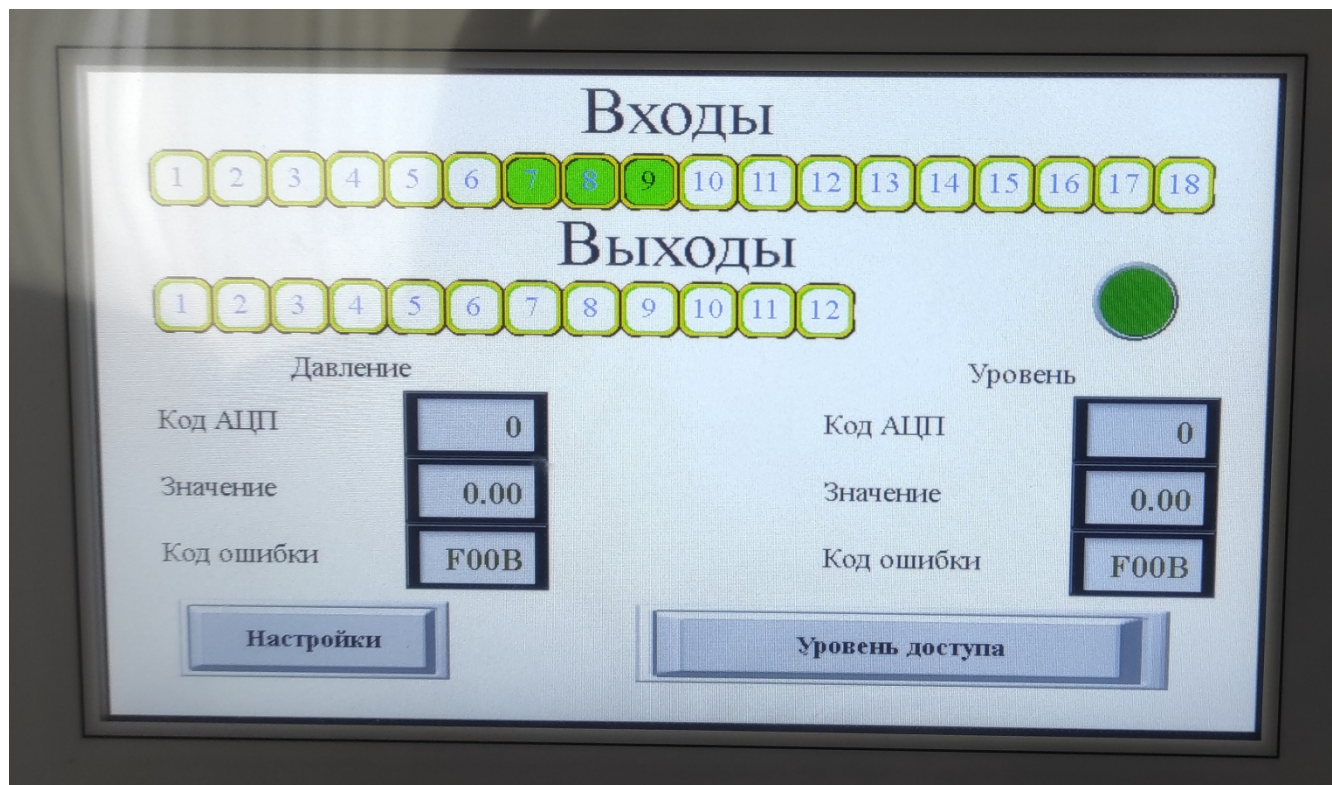 Входы
1 2 3 4 5 6 7 8 9 10 11 12 13 14 15 16 17 18
Выходы
1 2 3 4 5 6 7 8 9 10 11 12
Давление Уровень
Код АЦП 0 Код АЦП 0
Значение 0.00 Значение 0.00
Код ошибки F00B Код ошибки F00B
Настройки Уровень доступа